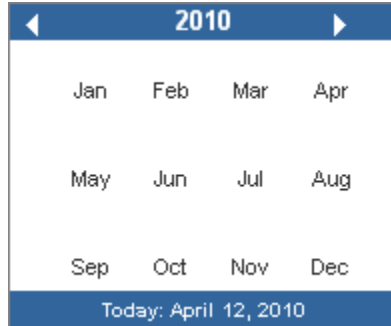 2010
Jan Feb Mar Apr
May Jun Jul Aug
Sep Oct Nov Dec
Today: April 12, 2010